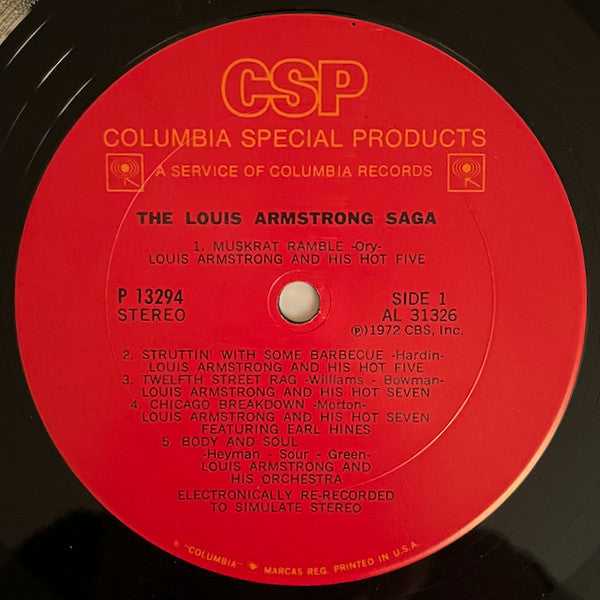 CSP
COLUMBIA SPECIAL PRODUCTS
A SERVICE OF COLUMBIA RECORDS
THE LOUIS ARMSTRONG SAGA
1. MUSKRAT RAMBLE -Ory-
LOUIS ARMSTRONG AND HIS HOT FIVE
P 13294
STEREO
SIDE 1
AL 31326
Ⓟ1972 CBS, Inc.
2. STRUTTIN' WITH SOME BARBECUE -Hardin-
LOUIS ARMSTRONG AND HIS HOT FIVE
3. TWELFTH STREET RAG -Williams - Bowman-
LOUIS ARMSTRONG AND HIS HOT SEVEN
4. CHICAGO BREAKDOWN -Morton-
LOUIS ARMSTRONG AND HIS HOT SEVEN
FEATURING EARL HINES
5. BODY AND SOUL
-Heyman - Sour - Green-
LOUIS ARMSTRONG AND
HIS ORCHESTRA
ELECTRONICALLY RE-RECORDED
TO SIMULATE STEREO
® "COLUMBIA" MARCAS REG. PRINTED IN U.S.A.